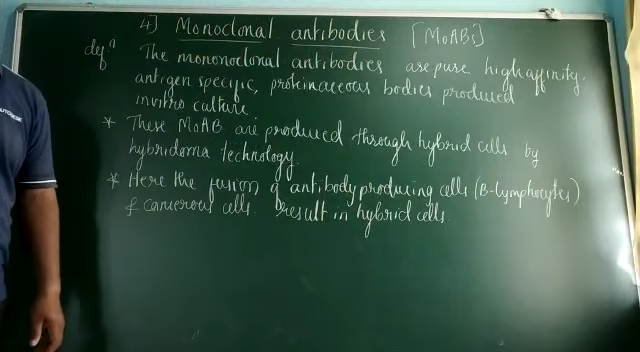 4] Monoclonal antibodies [MoABs]
defⁿ The mononoclonal antibodies are pure high affinity,
antigen specific, proteinaceous bodies produced
invitro culture.
* These MoAB are produced through hybrid cells by
hybridoma technology.
* Here the fusion of antibody producing cells (B-lymphocytes)
& cancerous cells. result in hybrid cells.